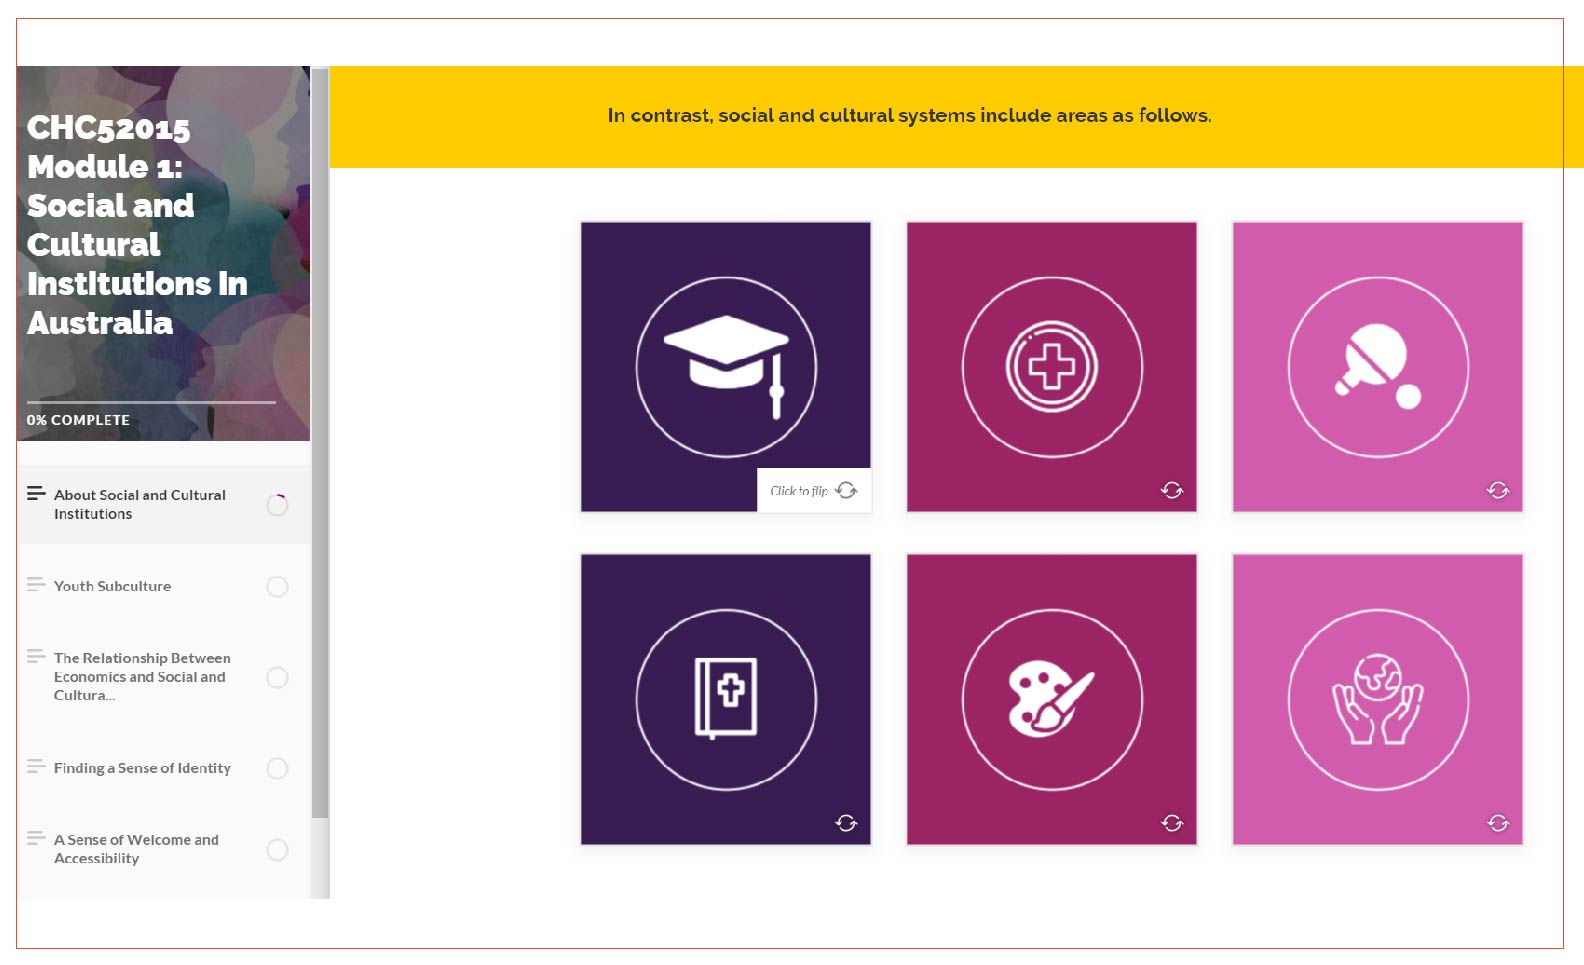 CHC52015
Module 1:
Social and
Cultural
Institutions in
Australia
0% COMPLETE
About Social and Cultural
Institutions
Youth Subculture
The Relationship Between
Economics and Social and
Cultura...
Finding a Sense of Identity
A Sense of Welcome and
Accessibility
In contrast, social and cultural systems include areas as follows.
Click to flip